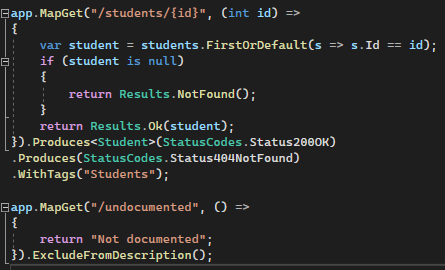 app.MapGet("/students/{id}", (int id) =>
{
    var student = students.FirstOrDefault(s => s.Id == id);
    if (student is null)
    {
        return Results.NotFound();
    }
    return Results.Ok(student);
}).Produces<Student>(StatusCodes.Status200OK)
.Produces(StatusCodes.Status404NotFound)
.WithTags("Students");

app.MapGet("/undocumented", () =>
{
    return "Not documented";
}).ExcludeFromDescription();